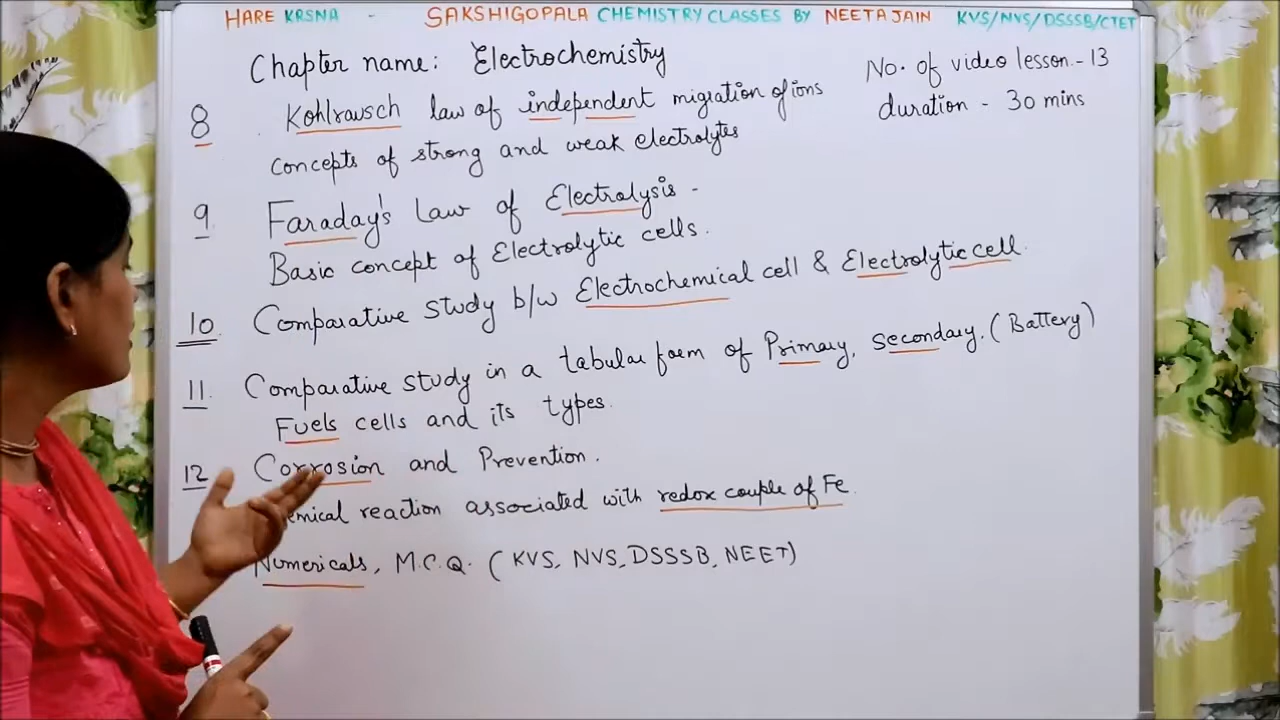 HARE KRSNA - SAKSHIGOPALA CHEMISTRY CLASSES BY NEETA JAIN KVS/NVS/DSSSB/CTET
Chapter name: Electrochemistry
No. of video lesson - 13
duration - 30 mins
8 Kohlrausch law of independent migration of ions
concepts of strong and weak electrolytes
9 Faraday's Law of Electrolysis -
Basic concept of Electrolytic cells.
10. Comparative study b/w Electrochemical cell & Electrolytic cell.
11. Comparative study in a tabular form of Primary, secondary. (Battery)
Fuels cells and its types.
12 Corrosion and Prevention.
reaction associated with redox couple of Fe.
Numericals, M.C.Q. (KVS, NVS, DSSSB, NEET)